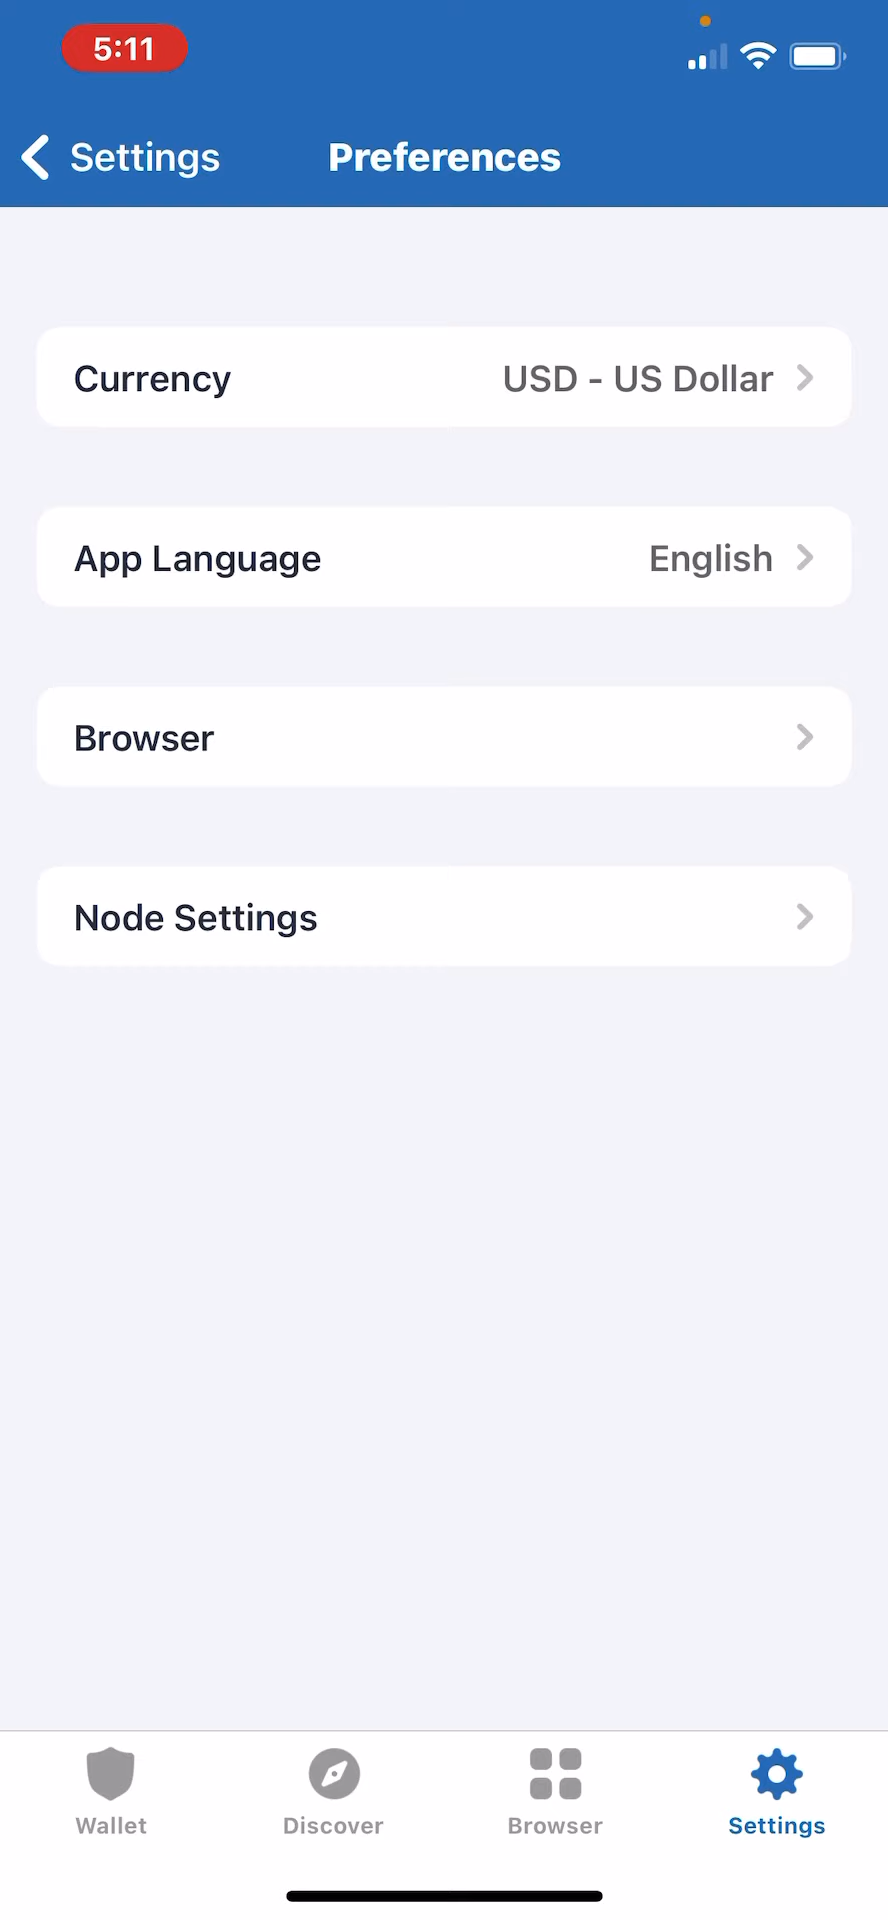 5:11
Settings
Preferences
Currency
USD - US Dollar
App Language
English
Browser
Node Settings
Wallet
Discover
Browser
Settings